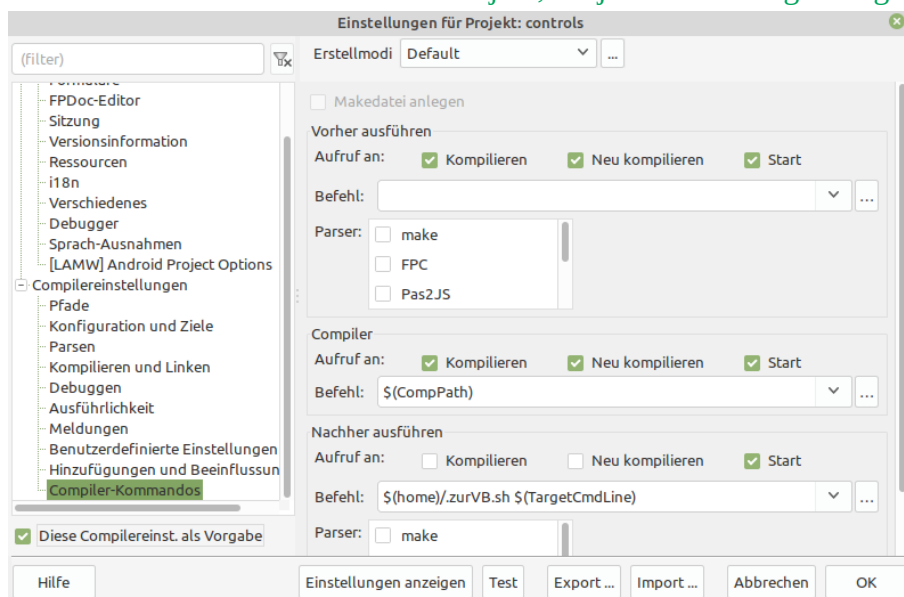 Einstellungen für Projekt: controls
(filter)
Erstellmodi Default ...
FPDoc-Editor
Sitzung
Versionsinformation
Ressourcen
i18n
Verschiedenes
Debugger
Sprach-Ausnahmen
[LAMW] Android Project Options
Compilereinstellungen
Pfade
Konfiguration und Ziele
Parsen
Kompilieren und Linken
Debuggen
Ausführlichkeit
Meldungen
Benutzerdefinierte Einstellungen
Hinzufügungen und Beeinflussun
Compiler-Kommandos
Diese Compilereinst. als Vorgabe
Makedatei anlegen
Vorher ausführen
Aufruf an: Kompilieren Neu kompilieren Start
Befehl: ...
Parser: make
FPC
Pas2JS
Compiler
Aufruf an: Kompilieren Neu kompilieren Start
Befehl: $(CompPath) ...
Nachher ausführen
Aufruf an: Kompilieren Neu kompilieren Start
Befehl: $(home)/.zurVB.sh $(TargetCmdLine) ...
Parser: make
Hilfe Einstellungen anzeigen Test Export ... Import ... Abbrechen OK